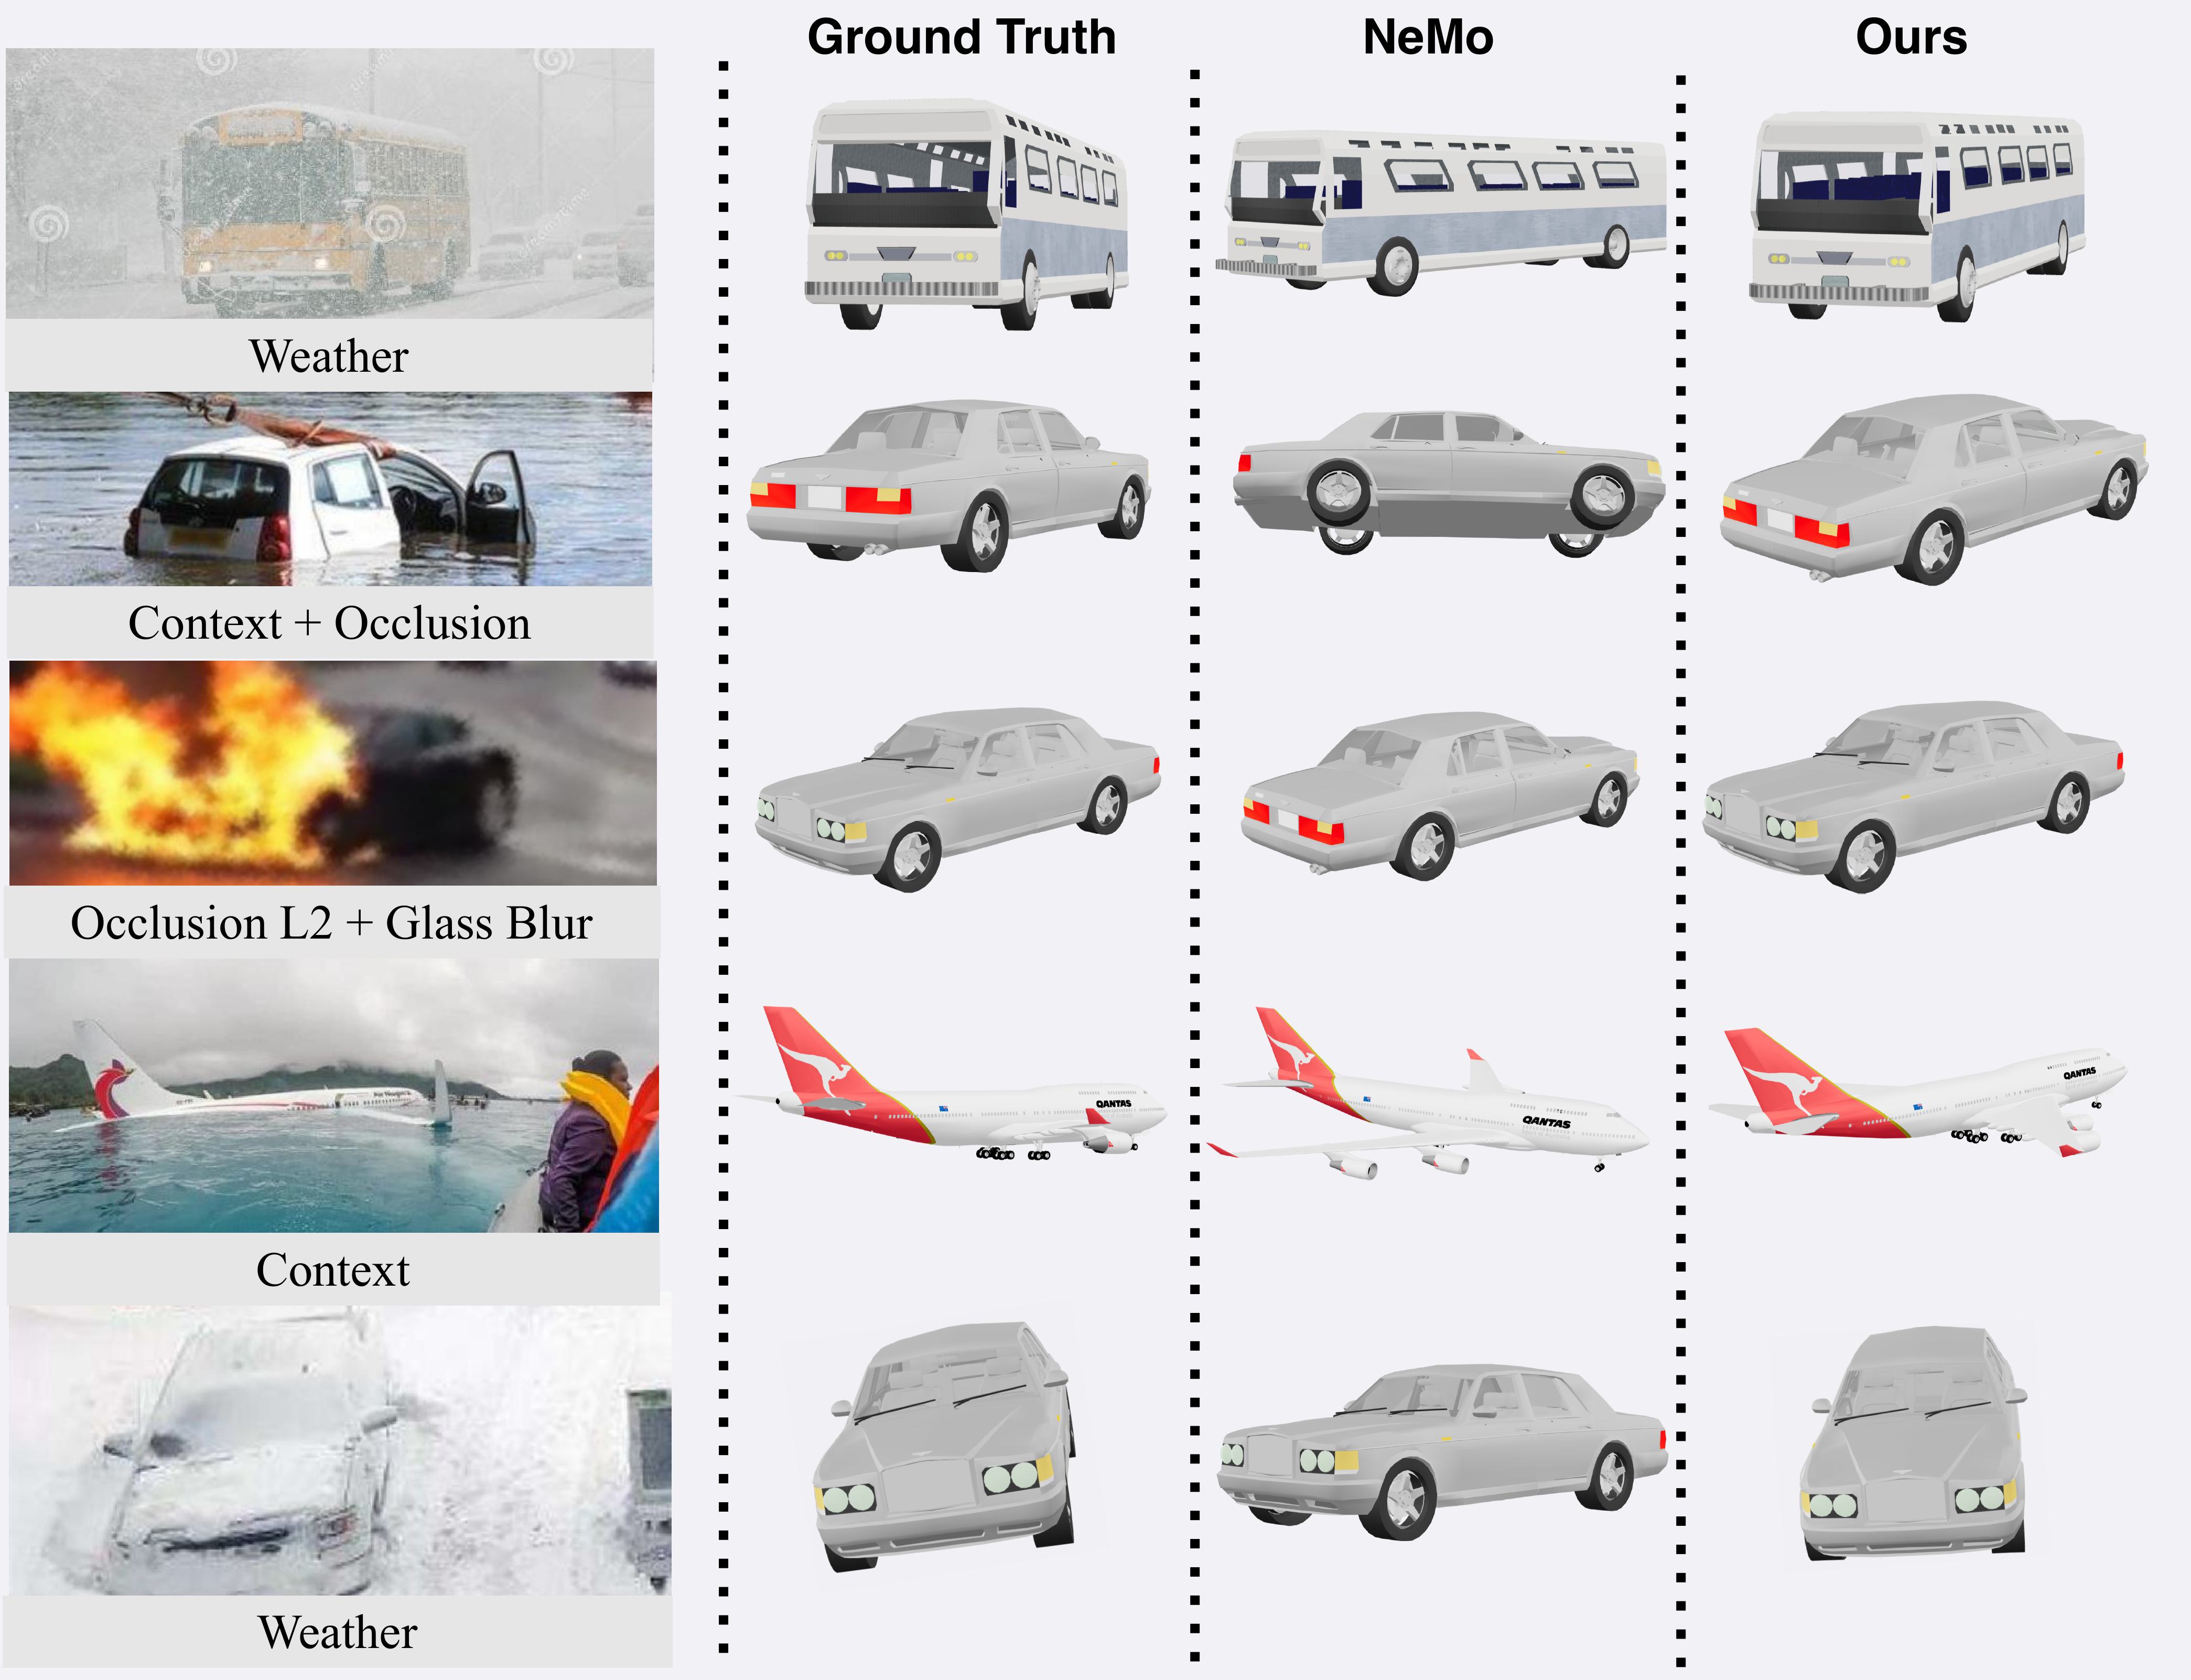 Ground Truth
NeMo
Ours
Weather
Context + Occlusion
Occlusion L2 + Glass Blur
QANTAS
QANTAS
QANTAS
Context
Weather